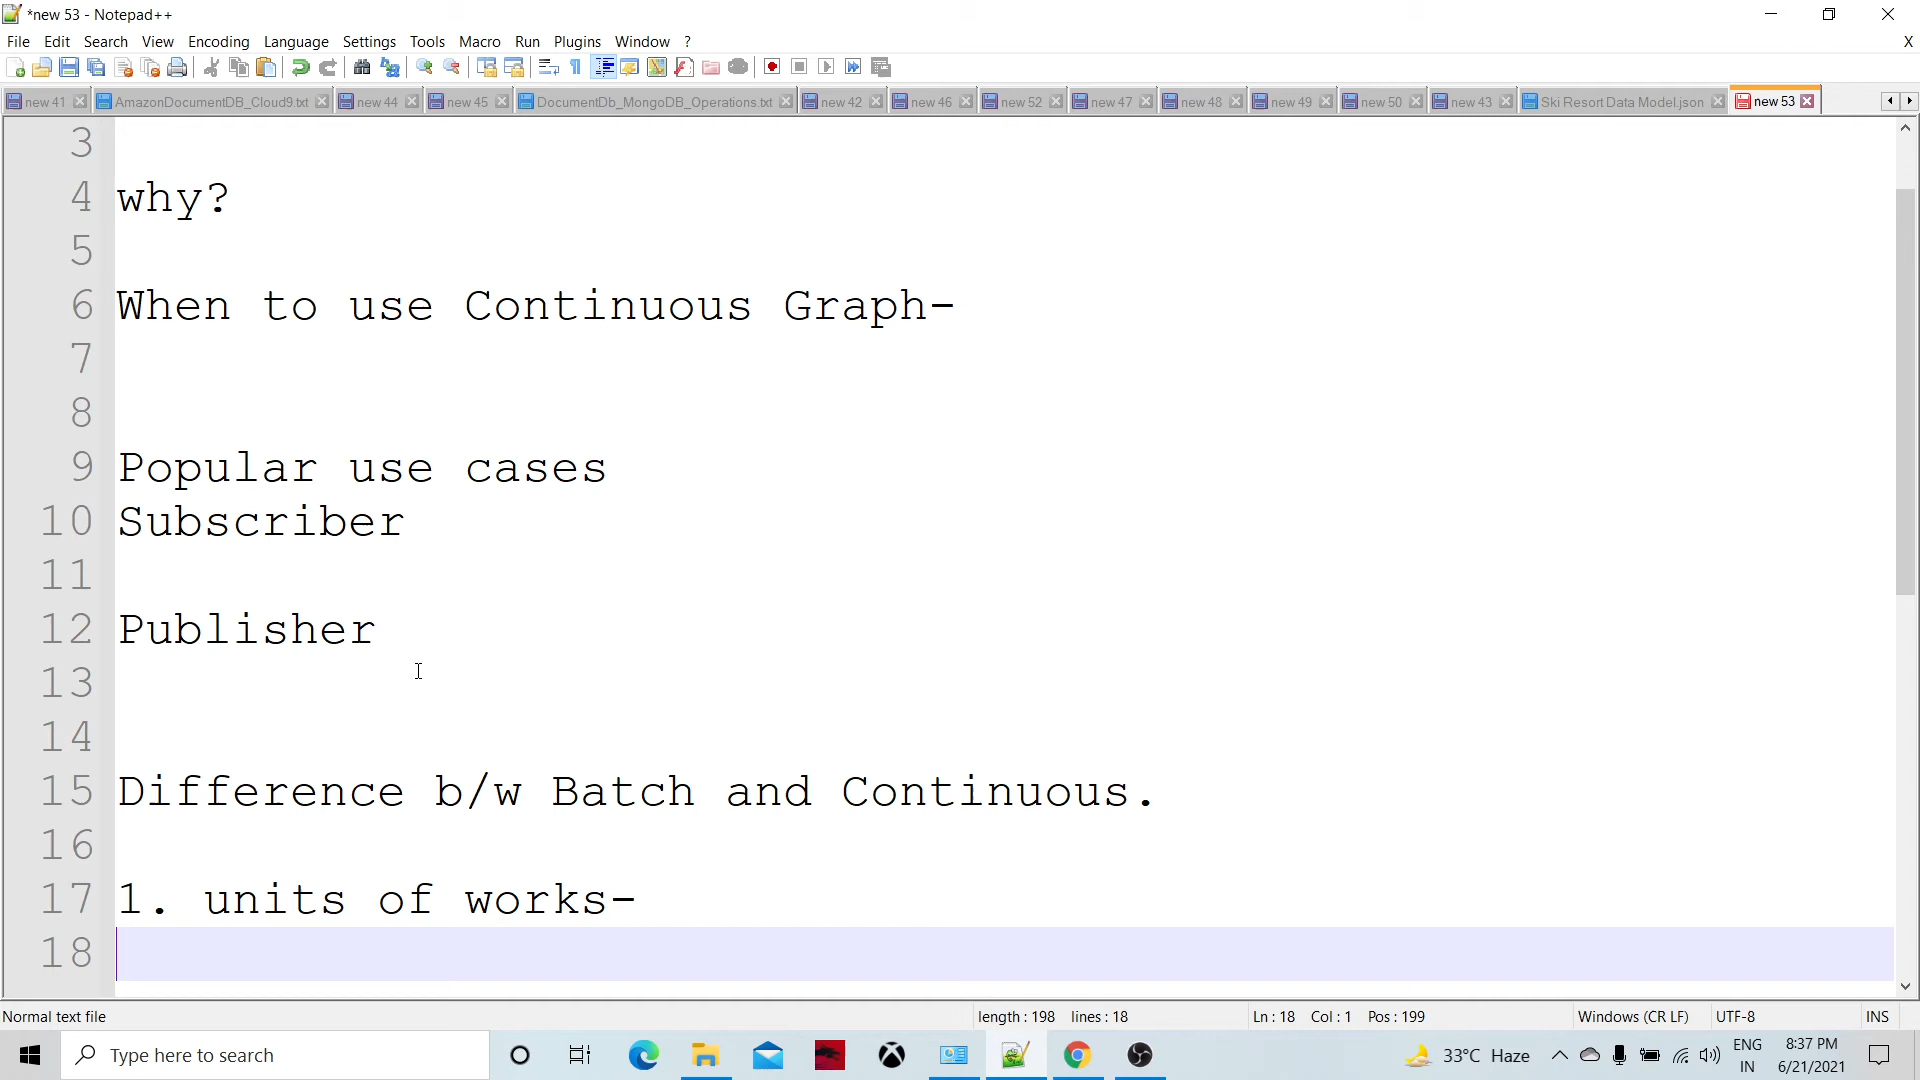 *new 53 - Notepad++
File Edit Search View Encoding Language Settings Tools Macro Run Plugins Window ?
X
new 41 AmazonDocumentDB_Cloud9.txt new 44 new 45 DocumentDb_MongoDB_Operations.txt new 42 new 46 new 52 new 47 new 48 new 49 new 50 new 43 Ski Resort Data Model.json new 53
3
4 why?
5
6 When to use Continuous Graph-
7
8
9 Popular use cases
10 Subscriber
11
12 Publisher
13
14
15 Difference b/w Batch and Continuous.
16
17 1. units of works-
18
Normal text file length : 198 lines : 18 Ln : 18 Col : 1 Pos : 199 Windows (CR LF) UTF-8 INS
Type here to search 33°C Haze ENG IN 8:37 PM 6/21/2021